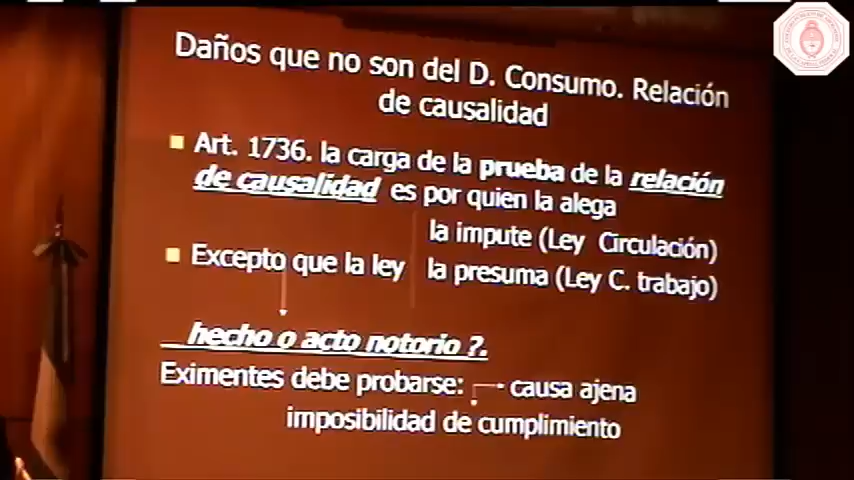 Daños que no son del D. Consumo. Relación
de causalidad
Art. 1736. la carga de la prueba de la relación
de causalidad es por quien la alega
la impute (Ley Circulación)
Excepto que la ley la presuma (Ley C. trabajo)
hecho o acto notorio ?.
Eximentes debe probarse: causa ajena
imposibilidad de cumplimiento